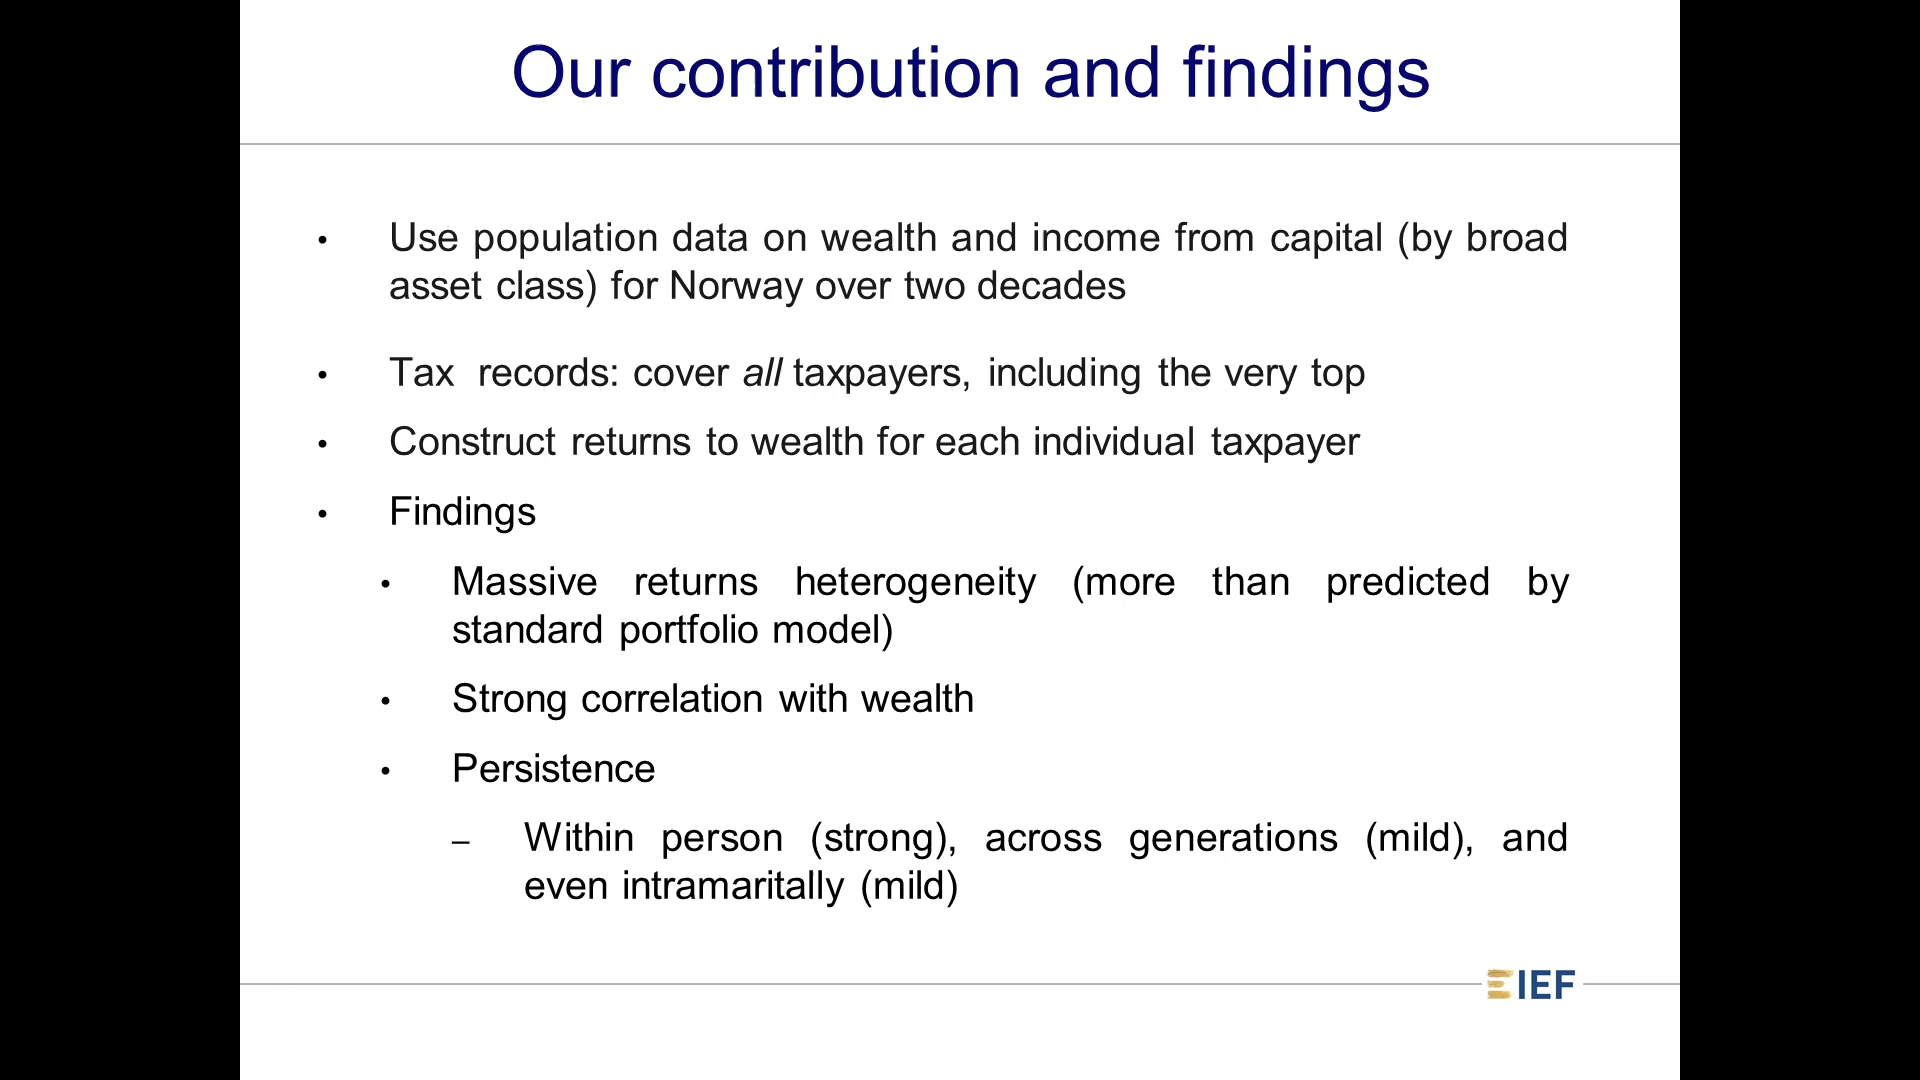 Our contribution and findings
• Use population data on wealth and income from capital (by broad
asset class) for Norway over two decades
• Tax records: cover all taxpayers, including the very top
• Construct returns to wealth for each individual taxpayer
• Findings
• Massive returns heterogeneity (more than predicted by
standard portfolio model)
• Strong correlation with wealth
• Persistence
– Within person (strong), across generations (mild), and
even intramaritally (mild)
EIEF